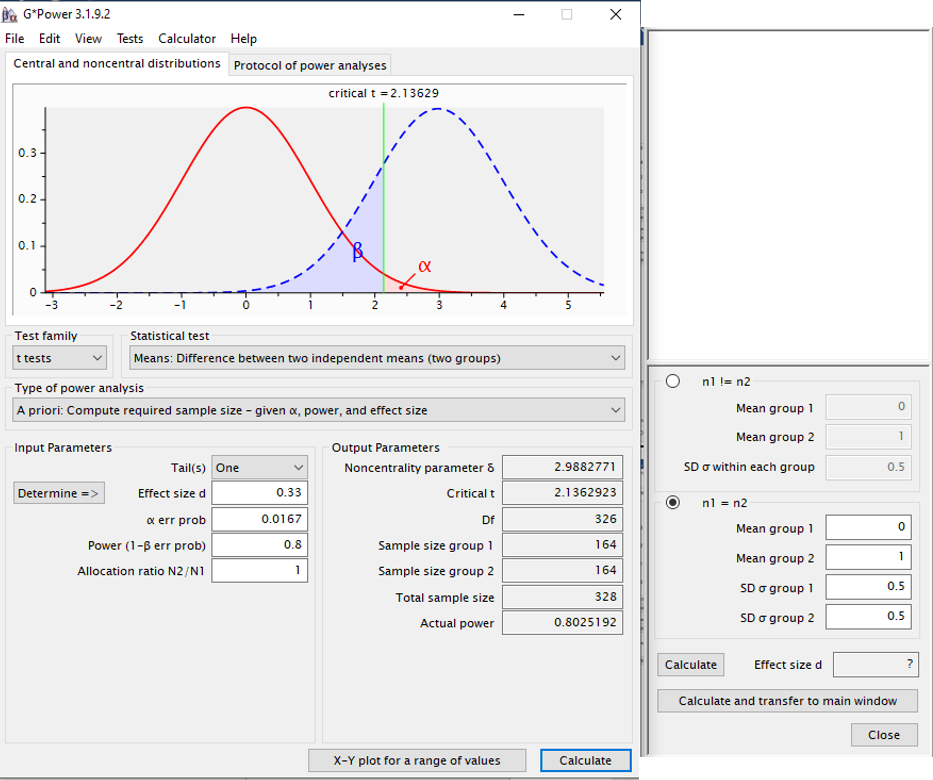 G*Power 3.1.9.2
File Edit View Tests Calculator Help
Central and noncentral distributions Protocol of power analyses
critical t = 2.13629
0.3
0.2
0.1
0
β
α
-3 -2 -1 0 1 2 3 4 5
Test family
t tests
Statistical test
Means: Difference between two independent means (two groups)
Type of power analysis
A priori: Compute required sample size – given α, power, and effect size
Input Parameters
Tail(s) One
Determine => Effect size d 0.33
α err prob 0.0167
Power (1-β err prob) 0.8
Allocation ratio N2/N1 1
Output Parameters
Noncentrality parameter δ 2.9882771
Critical t 2.1362923
Df 326
Sample size group 1 164
Sample size group 2 164
Total sample size 328
Actual power 0.8025192
X-Y plot for a range of values Calculate
n1 != n2
Mean group 1 0
Mean group 2 1
SD σ within each group 0.5
n1 = n2
Mean group 1 0
Mean group 2 1
SD σ group 1 0.5
SD σ group 2 0.5
Calculate Effect size d ?
Calculate and transfer to main window
Close